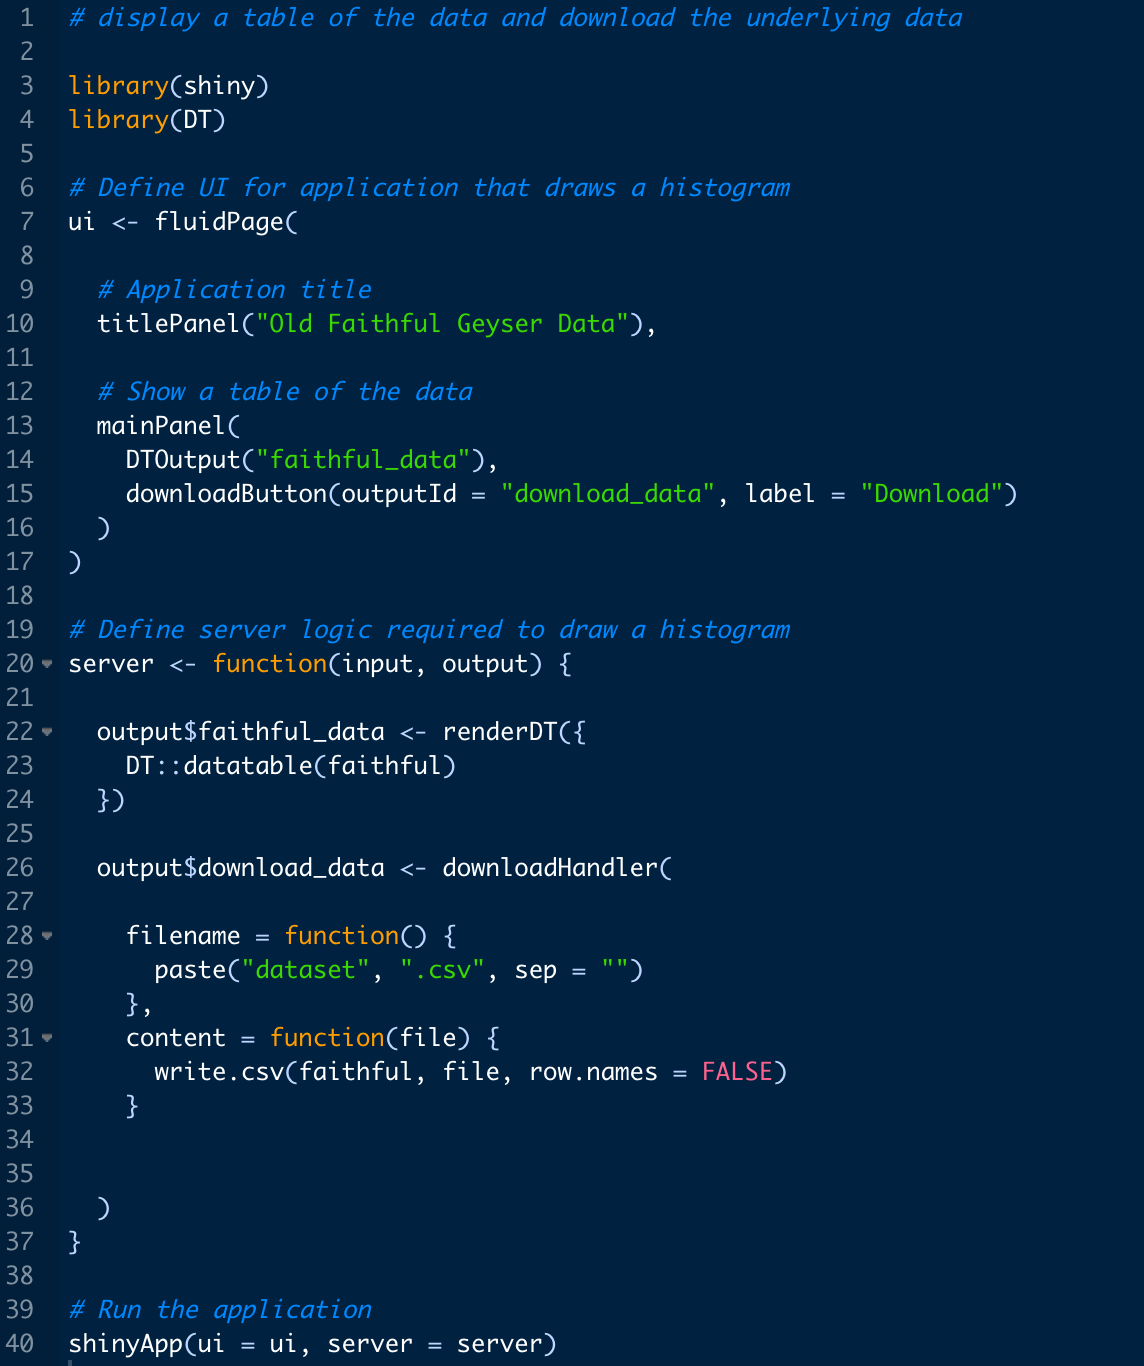 1 # display a table of the data and download the underlying data
2
3 library(shiny)
4 library(DT)
5
6 # Define UI for application that draws a histogram
7 ui <- fluidPage(
8
9   # Application title
10   titlePanel("Old Faithful Geyser Data"),
11
12   # Show a table of the data
13   mainPanel(
14     DTOutput("faithful_data"),
15     downloadButton(outputId = "download_data", label = "Download")
16   )
17 )
18
19 # Define server logic required to draw a histogram
20 server <- function(input, output) {
21
22   output$faithful_data <- renderDT({
23     DT::datatable(faithful)
24   })
25
26   output$download_data <- downloadHandler(
27
28     filename = function() {
29       paste("dataset", ".csv", sep = "")
30     },
31     content = function(file) {
32       write.csv(faithful, file, row.names = FALSE)
33     }
34
35
36   )
37 }
38
39 # Run the application
40 shinyApp(ui = ui, server = server)